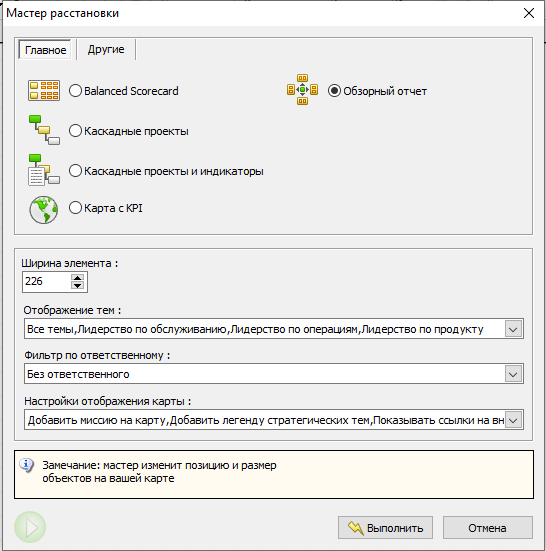 Мастер расстановки
Главное
Другие
Balanced Scorecard
Обзорный отчет
Каскадные проекты
Каскадные проекты и индикаторы
Карта с KPI
Ширина элемента :
226
Отображение тем :
Все темы,Лидерство по обслуживанию,Лидерство по операциям,Лидерство по продукту
Фильтр по ответственному :
Без ответственного
Настройки отображения карты :
Добавить миссию на карту,Добавить легенду стратегических тем,Показывать ссылки на вн
Замечание: мастер изменит позицию и размер
объектов на вашей карте
Выполнить
Отмена